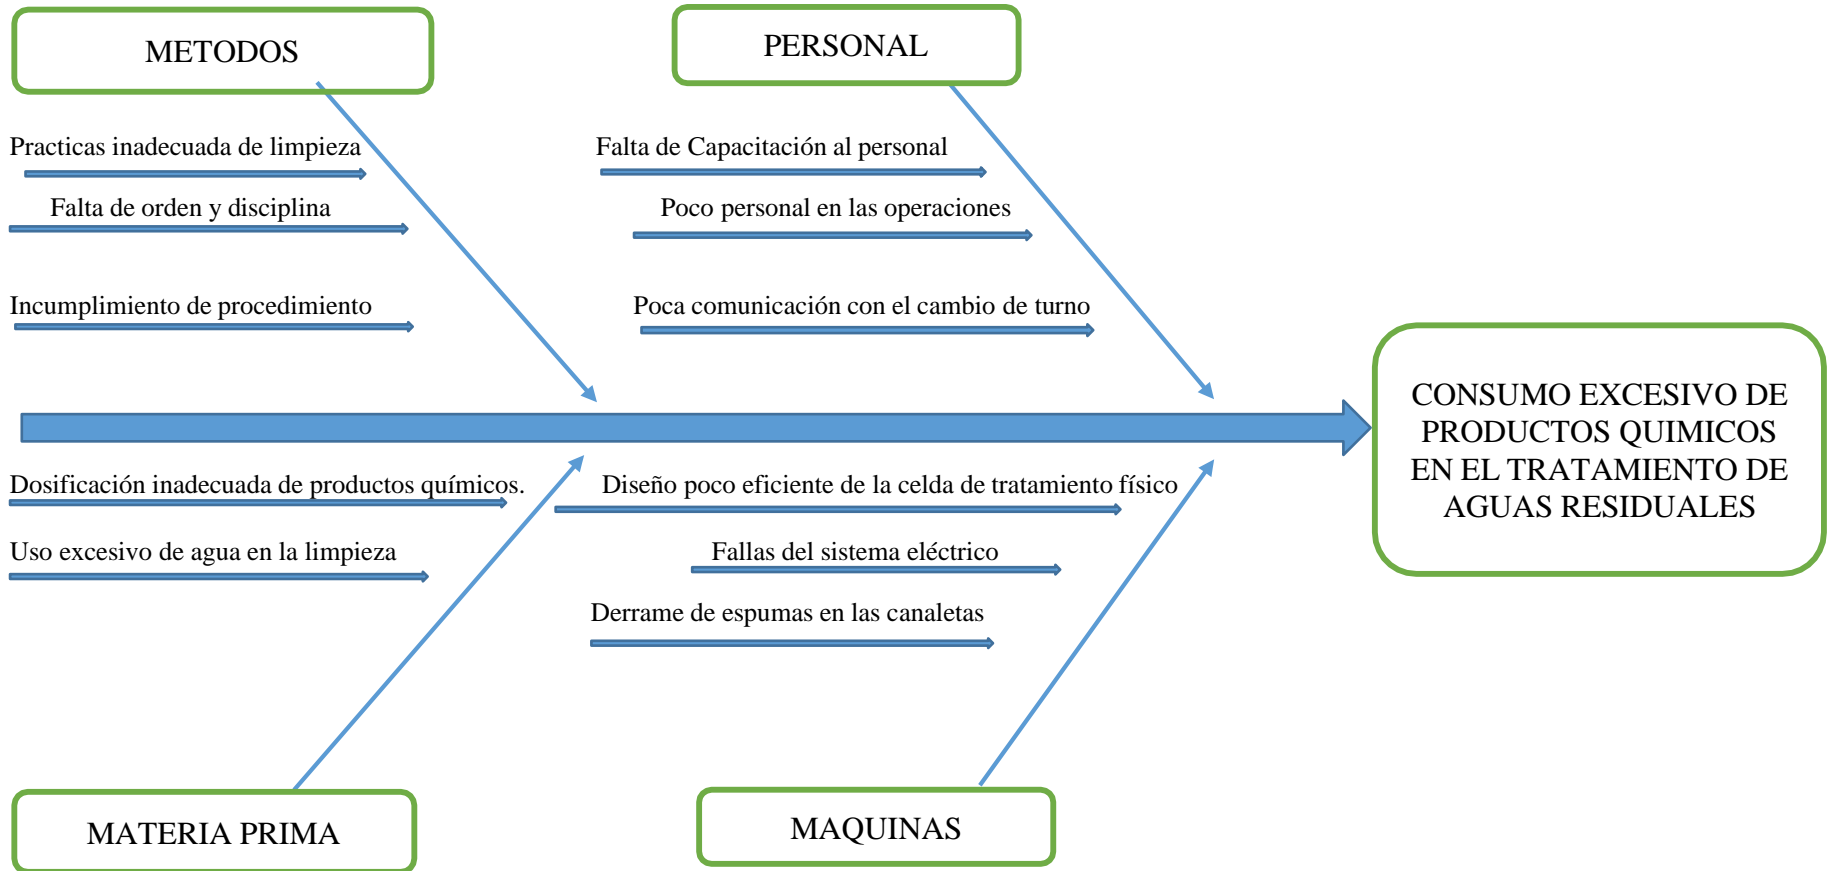 METODOS
PERSONAL
Practicas inadecuada de limpieza
Falta de orden y disciplina
Incumplimiento de procedimiento
Falta de Capacitación al personal
Poco personal en las operaciones
Poca comunicación con el cambio de turno
CONSUMO EXCESIVO DE
PRODUCTOS QUIMICOS
EN EL TRATAMIENTO DE
AGUAS RESIDUALES
Dosificación inadecuada de productos químicos.
Uso excesivo de agua en la limpieza
Diseño poco eficiente de la celda de tratamiento físico
Fallas del sistema eléctrico
Derrame de espumas en las canaletas
MATERIA PRIMA
MAQUINAS